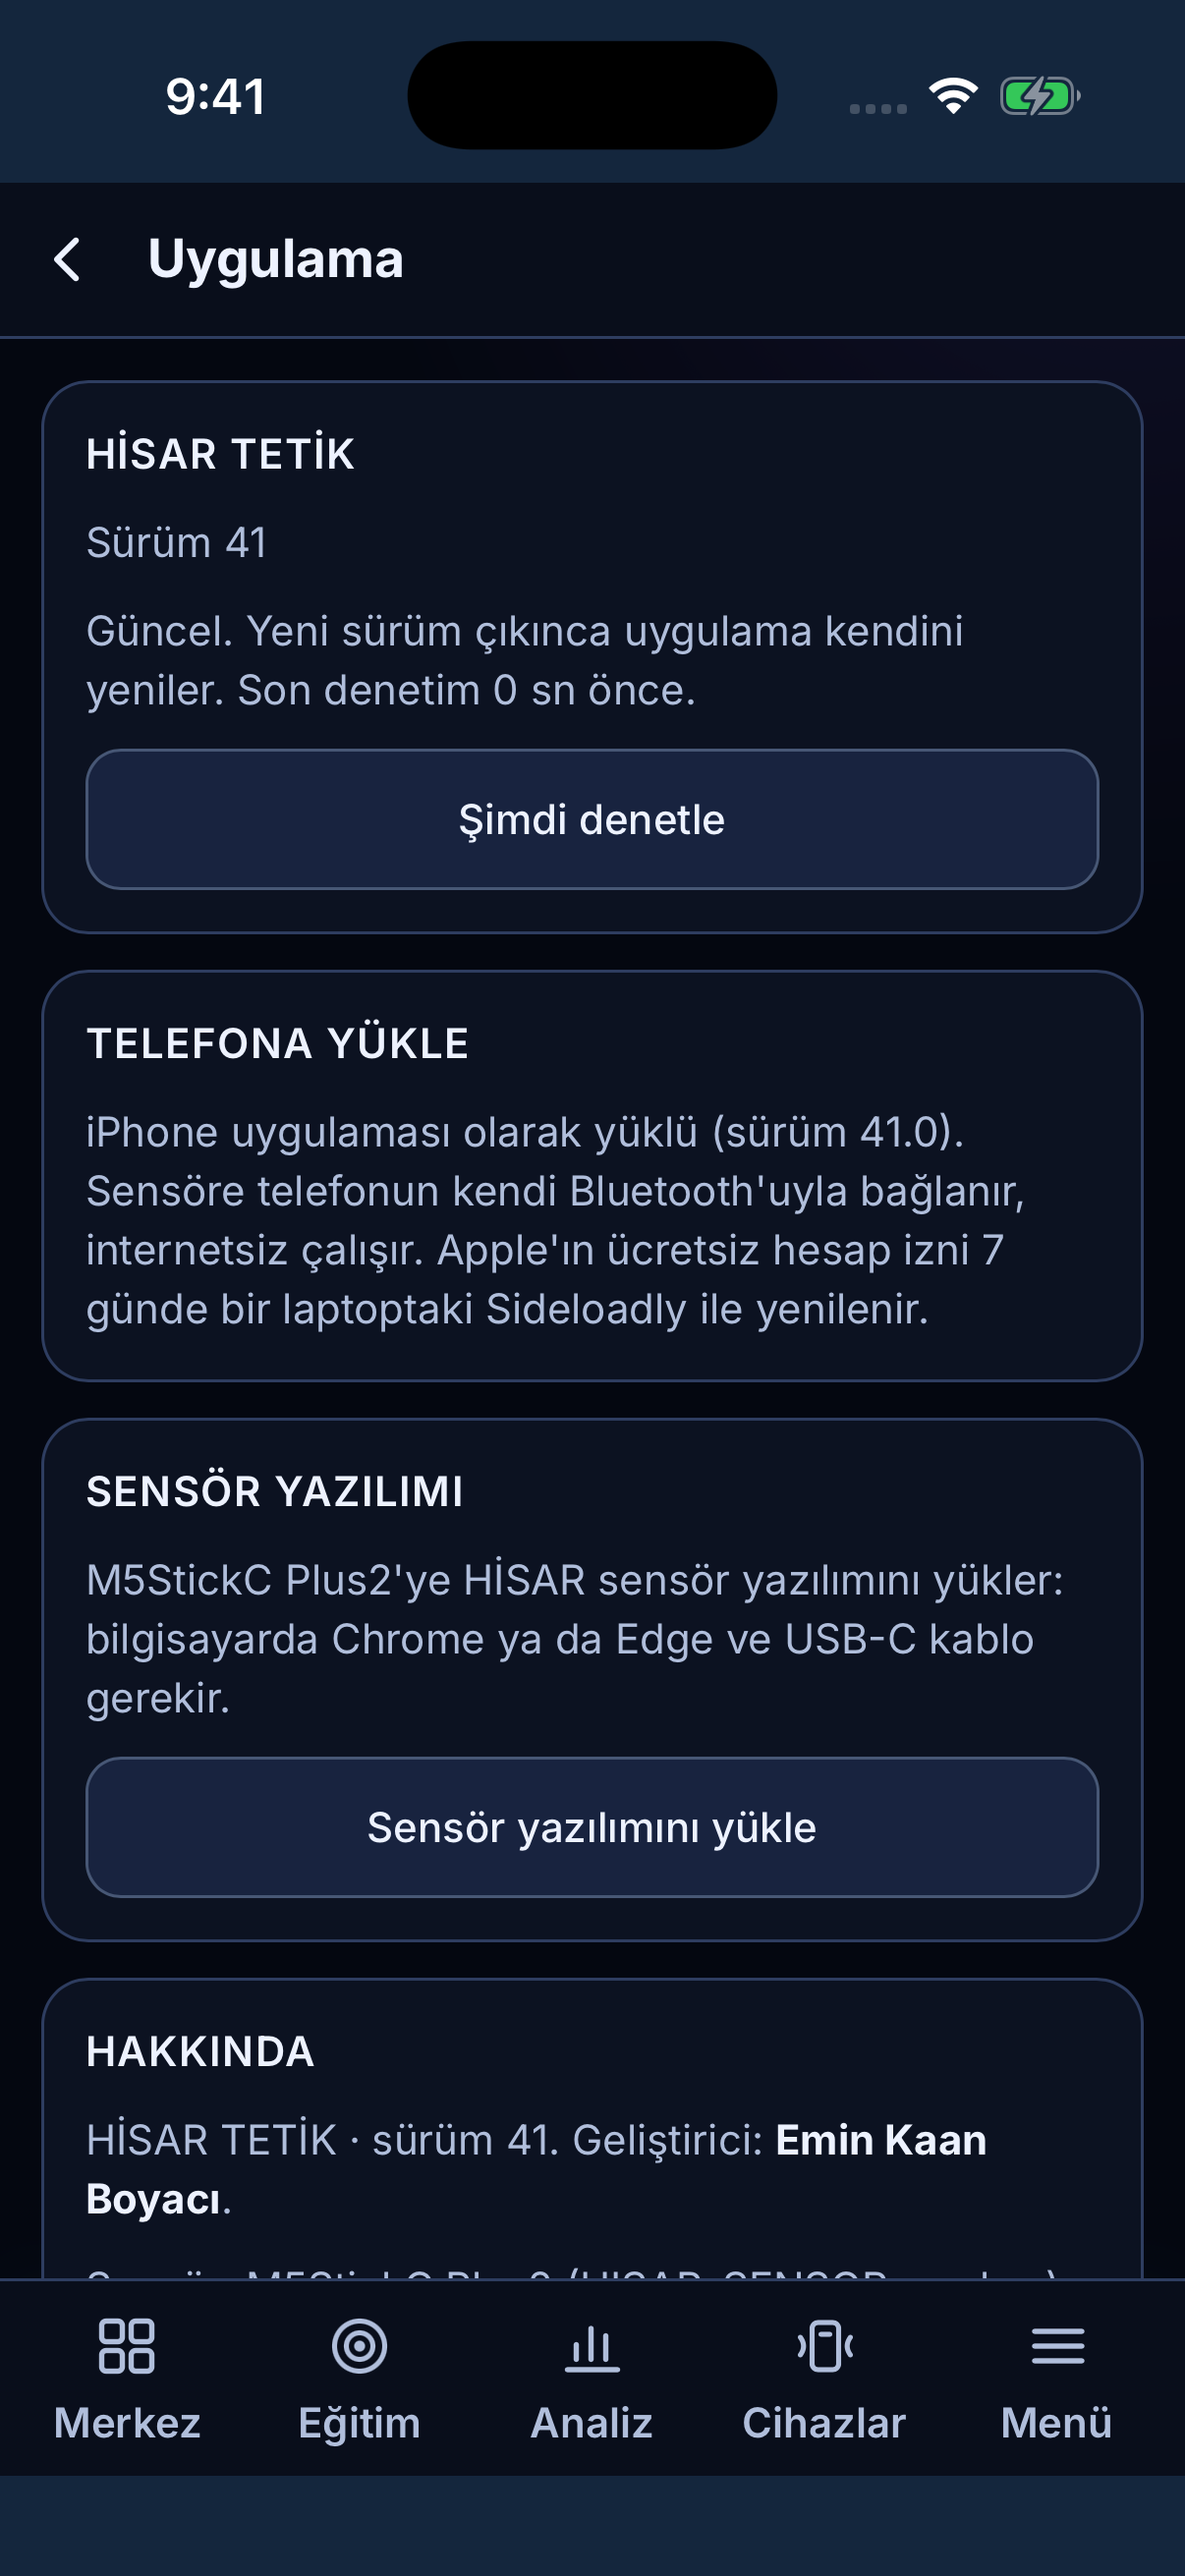 9:41
Uygulama
HİSAR TETİK
Sürüm 41
Güncel. Yeni sürüm çıkınca uygulama kendini
yeniler. Son denetim 0 sn önce.
Şimdi denetle
TELEFONA YÜKLE
iPhone uygulaması olarak yüklü (sürüm 41.0).
Sensöre telefonun kendi Bluetooth'uyla bağlanır,
internetsiz çalışır. Apple'ın ücretsiz hesap izni 7
günde bir laptoptaki Sideloadly ile yenilenir.
SENSÖR YAZILIMI
M5StickC Plus2'ye HİSAR sensör yazılımını yükler:
bilgisayarda Chrome ya da Edge ve USB-C kablo
gerekir.
Sensör yazılımını yükle
HAKKINDA
HİSAR TETİK · sürüm 41. Geliştirici: Emin Kaan
Boyacı.
Merkez
Eğitim
Analiz
Cihazlar
Menü